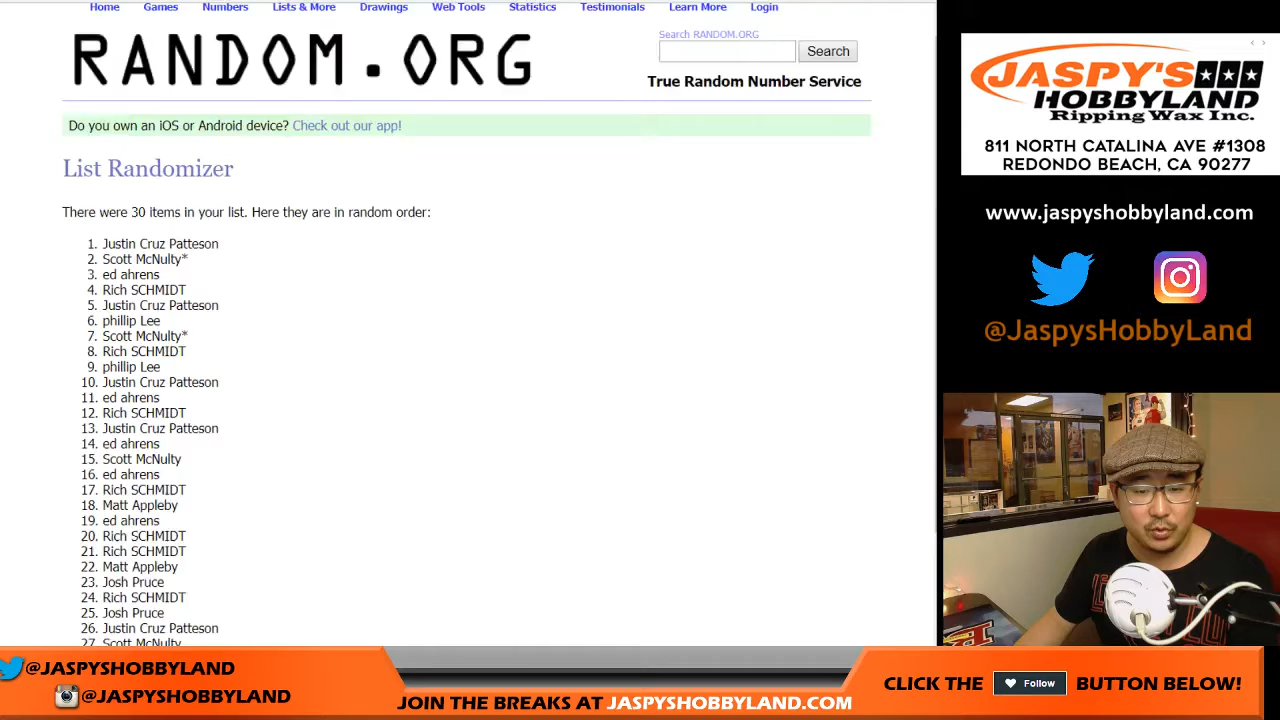 Home Games Numbers Lists & More Drawings Web Tools Statistics Testimonials Learn More Login
RANDOM.ORG
Search RANDOM.ORG
Search
True Random Number Service
Do you own an iOS or Android device? Check out our app!
List Randomizer
There were 30 items in your list. Here they are in random order:
1. Justin Cruz Patteson
2. Scott McNulty*
3. ed ahrens
4. Rich SCHMIDT
5. Justin Cruz Patteson
6. phillip Lee
7. Scott McNulty*
8. Rich SCHMIDT
9. phillip Lee
10. Justin Cruz Patteson
11. ed ahrens
12. Rich SCHMIDT
13. Justin Cruz Patteson
14. ed ahrens
15. Scott McNulty
16. ed ahrens
17. Rich SCHMIDT
18. Matt Appleby
19. ed ahrens
20. Rich SCHMIDT
21. Rich SCHMIDT
22. Matt Appleby
23. Josh Pruce
24. Rich SCHMIDT
25. Josh Pruce
26. Justin Cruz Patteson
27. Scott McNulty
JASPY'S
HOBBYLAND
Ripping Wax Inc.
811 NORTH CATALINA AVE #1308
REDONDO BEACH, CA 90277
www.jaspyshobbyland.com
@JaspysHobbyLand
@JASPYSHOBBYLAND
@JASPYSHOBBYLAND
JOIN THE BREAKS AT JASPYSHOBBYLAND.COM
CLICK THE Follow BUTTON BELOW!